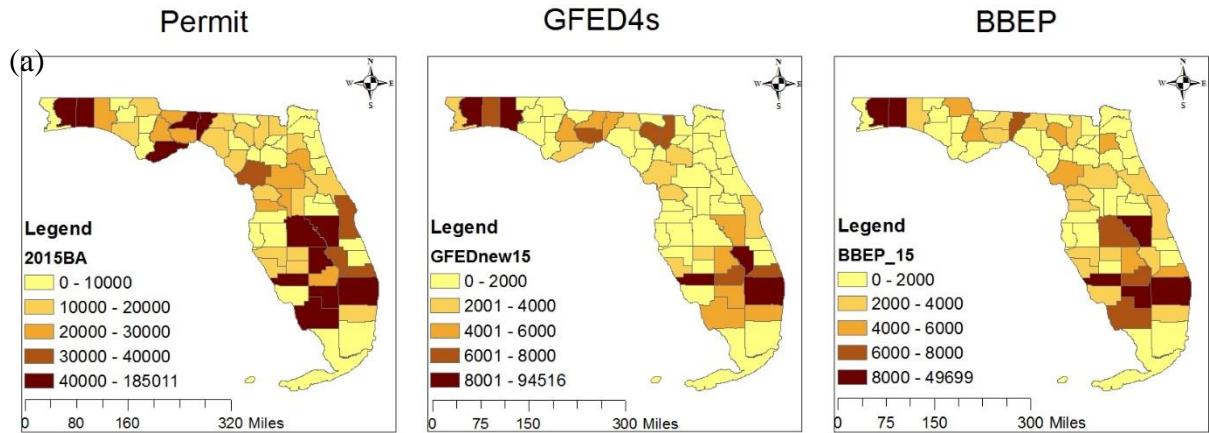 Permit
GFED4s
BBEP
(a)
N
W E
S
Legend
2015BA
0 - 10000
10000 - 20000
20000 - 30000
30000 - 40000
40000 - 185011
0 80 160 320 Miles
N
W E
S
Legend
GFEDnew15
0 - 2000
2001 - 4000
4001 - 6000
6001 - 8000
8001 - 94516
0 75 150 300 Miles
N
W E
S
Legend
BBEP_15
0 - 2000
2000 - 4000
4000 - 6000
6000 - 8000
8000 - 49699
0 75 150 300 Miles